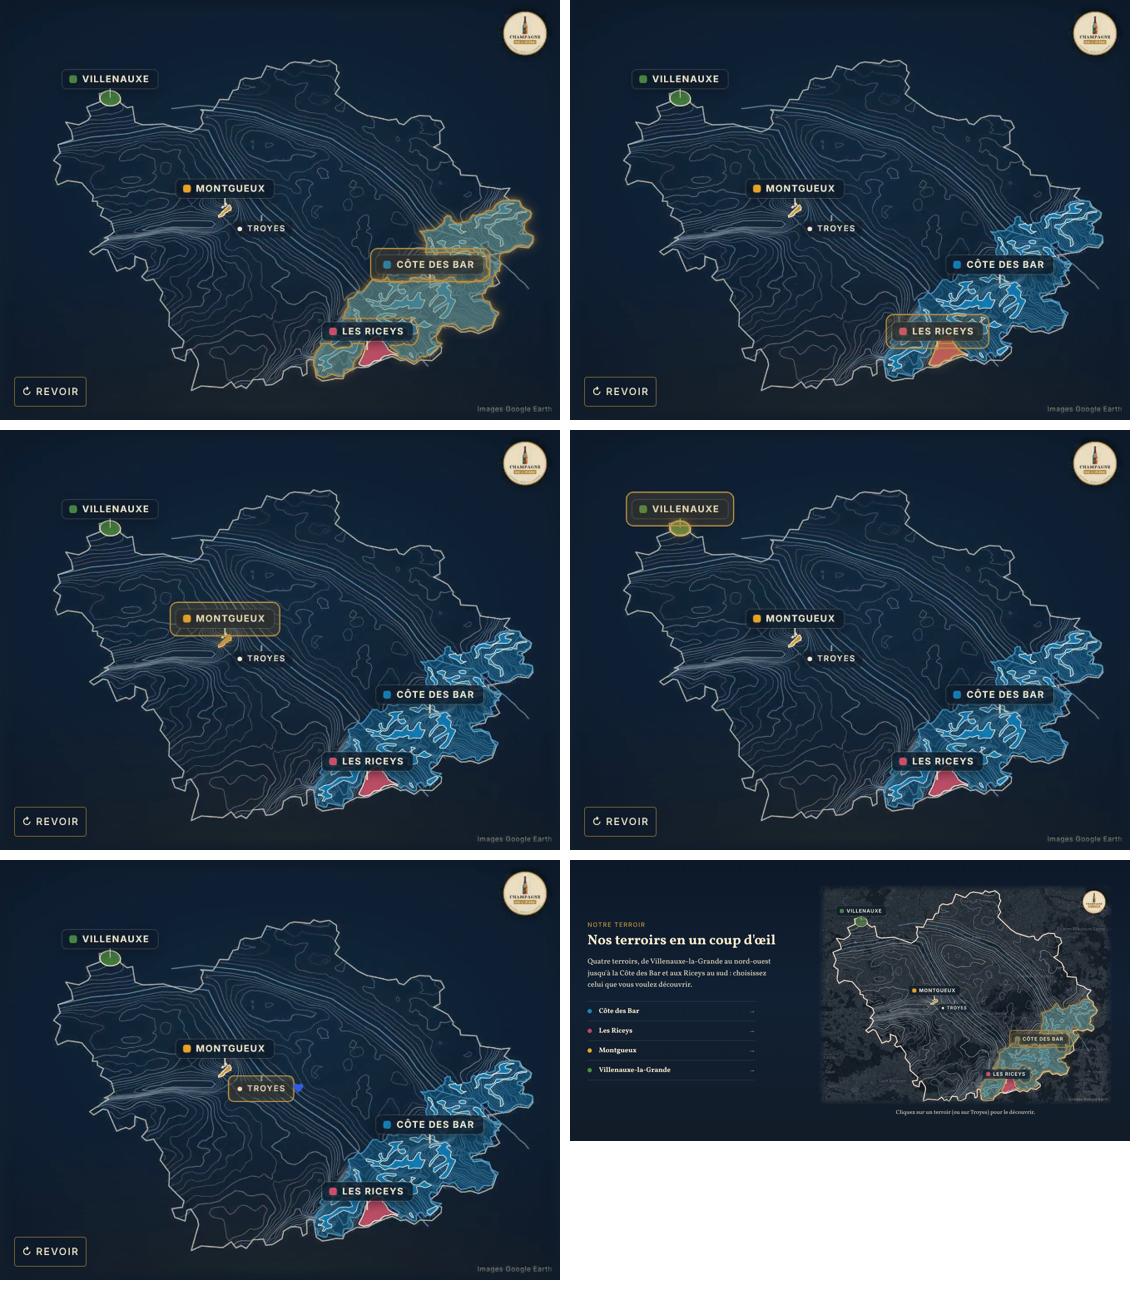 CHAMPAGNE
VILLENAUXE
MONTGUEUX
TROYES
CÔTE DES BAR
LES RICEYS
↻ REVOIR
Images Google Earth
CHAMPAGNE
VILLENAUXE
MONTGUEUX
TROYES
CÔTE DES BAR
LES RICEYS
↻ REVOIR
Images Google Earth
CHAMPAGNE
VILLENAUXE
MONTGUEUX
TROYES
CÔTE DES BAR
LES RICEYS
↻ REVOIR
Images Google Earth
CHAMPAGNE
VILLENAUXE
MONTGUEUX
TROYES
CÔTE DES BAR
LES RICEYS
↻ REVOIR
Images Google Earth
CHAMPAGNE
VILLENAUXE
MONTGUEUX
TROYES
CÔTE DES BAR
LES RICEYS
↻ REVOIR
Images Google Earth
NOTRE TERROIR
Nos terroirs en un coup d'œil
Quatre terroirs, de Villenauxe-la-Grande au nord-ouest
jusqu'à la Côte des Bar et aux Riceys au sud : choisissez
celui que vous voulez découvrir.
Côte des Bar →
Les Riceys →
Montgueux →
Villenauxe-la-Grande →
VILLENAUXE
MONTGUEUX
TROYES
CÔTE DES BAR
LES RICEYS
Cliquez sur un terroir (ou sur Troyes) pour le découvrir.